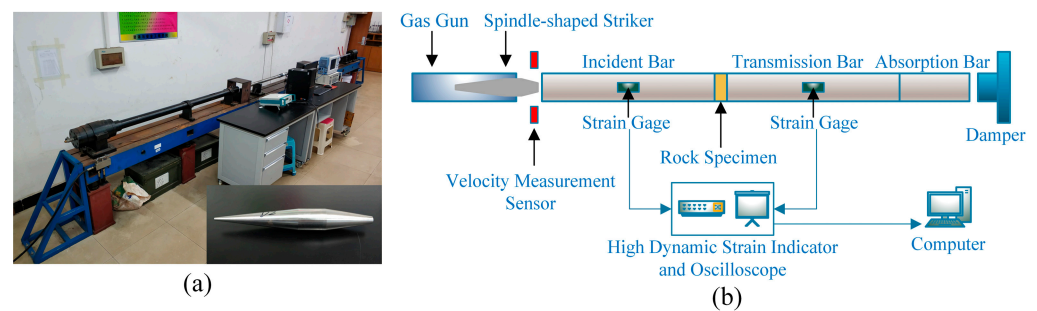 Gas Gun Spindle-shaped Striker
Incident Bar Transmission Bar Absorption Bar
Strain Gage Strain Gage
Damper
Rock Specimen
Velocity Measurement
Sensor
High Dynamic Strain Indicator
and Oscilloscope
Computer
(a)
(b)